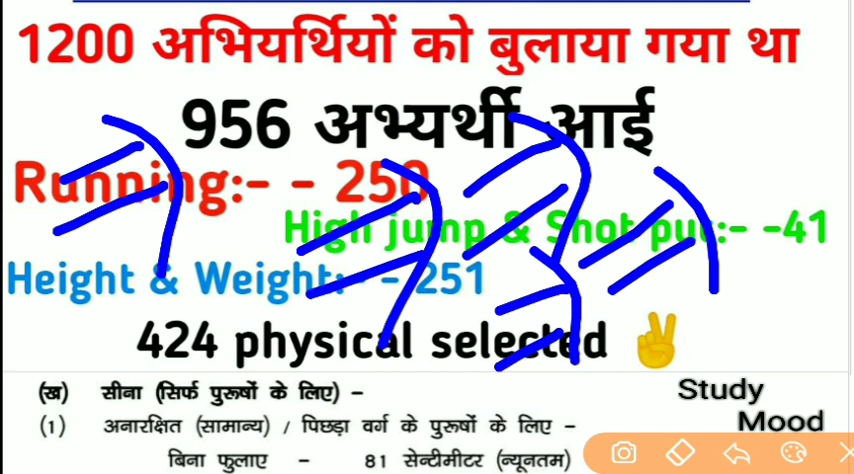 1200 अभियर्थियों को बुलाया गया था
956 अभ्यर्थी आई
Running:- - 250
High jump & Shot put:- -41
Height & Weight:- - 251
424 physical selected ✌
(ख) सीना (सिर्फ पुरूषों के लिए) –
(1) अनारक्षित (सामान्य) / पिछड़ा वर्ग के पुरूषों के लिए –
बिना फुलाए – 81 सेन्टीमीटर (न्यूनतम)
Study
Mood